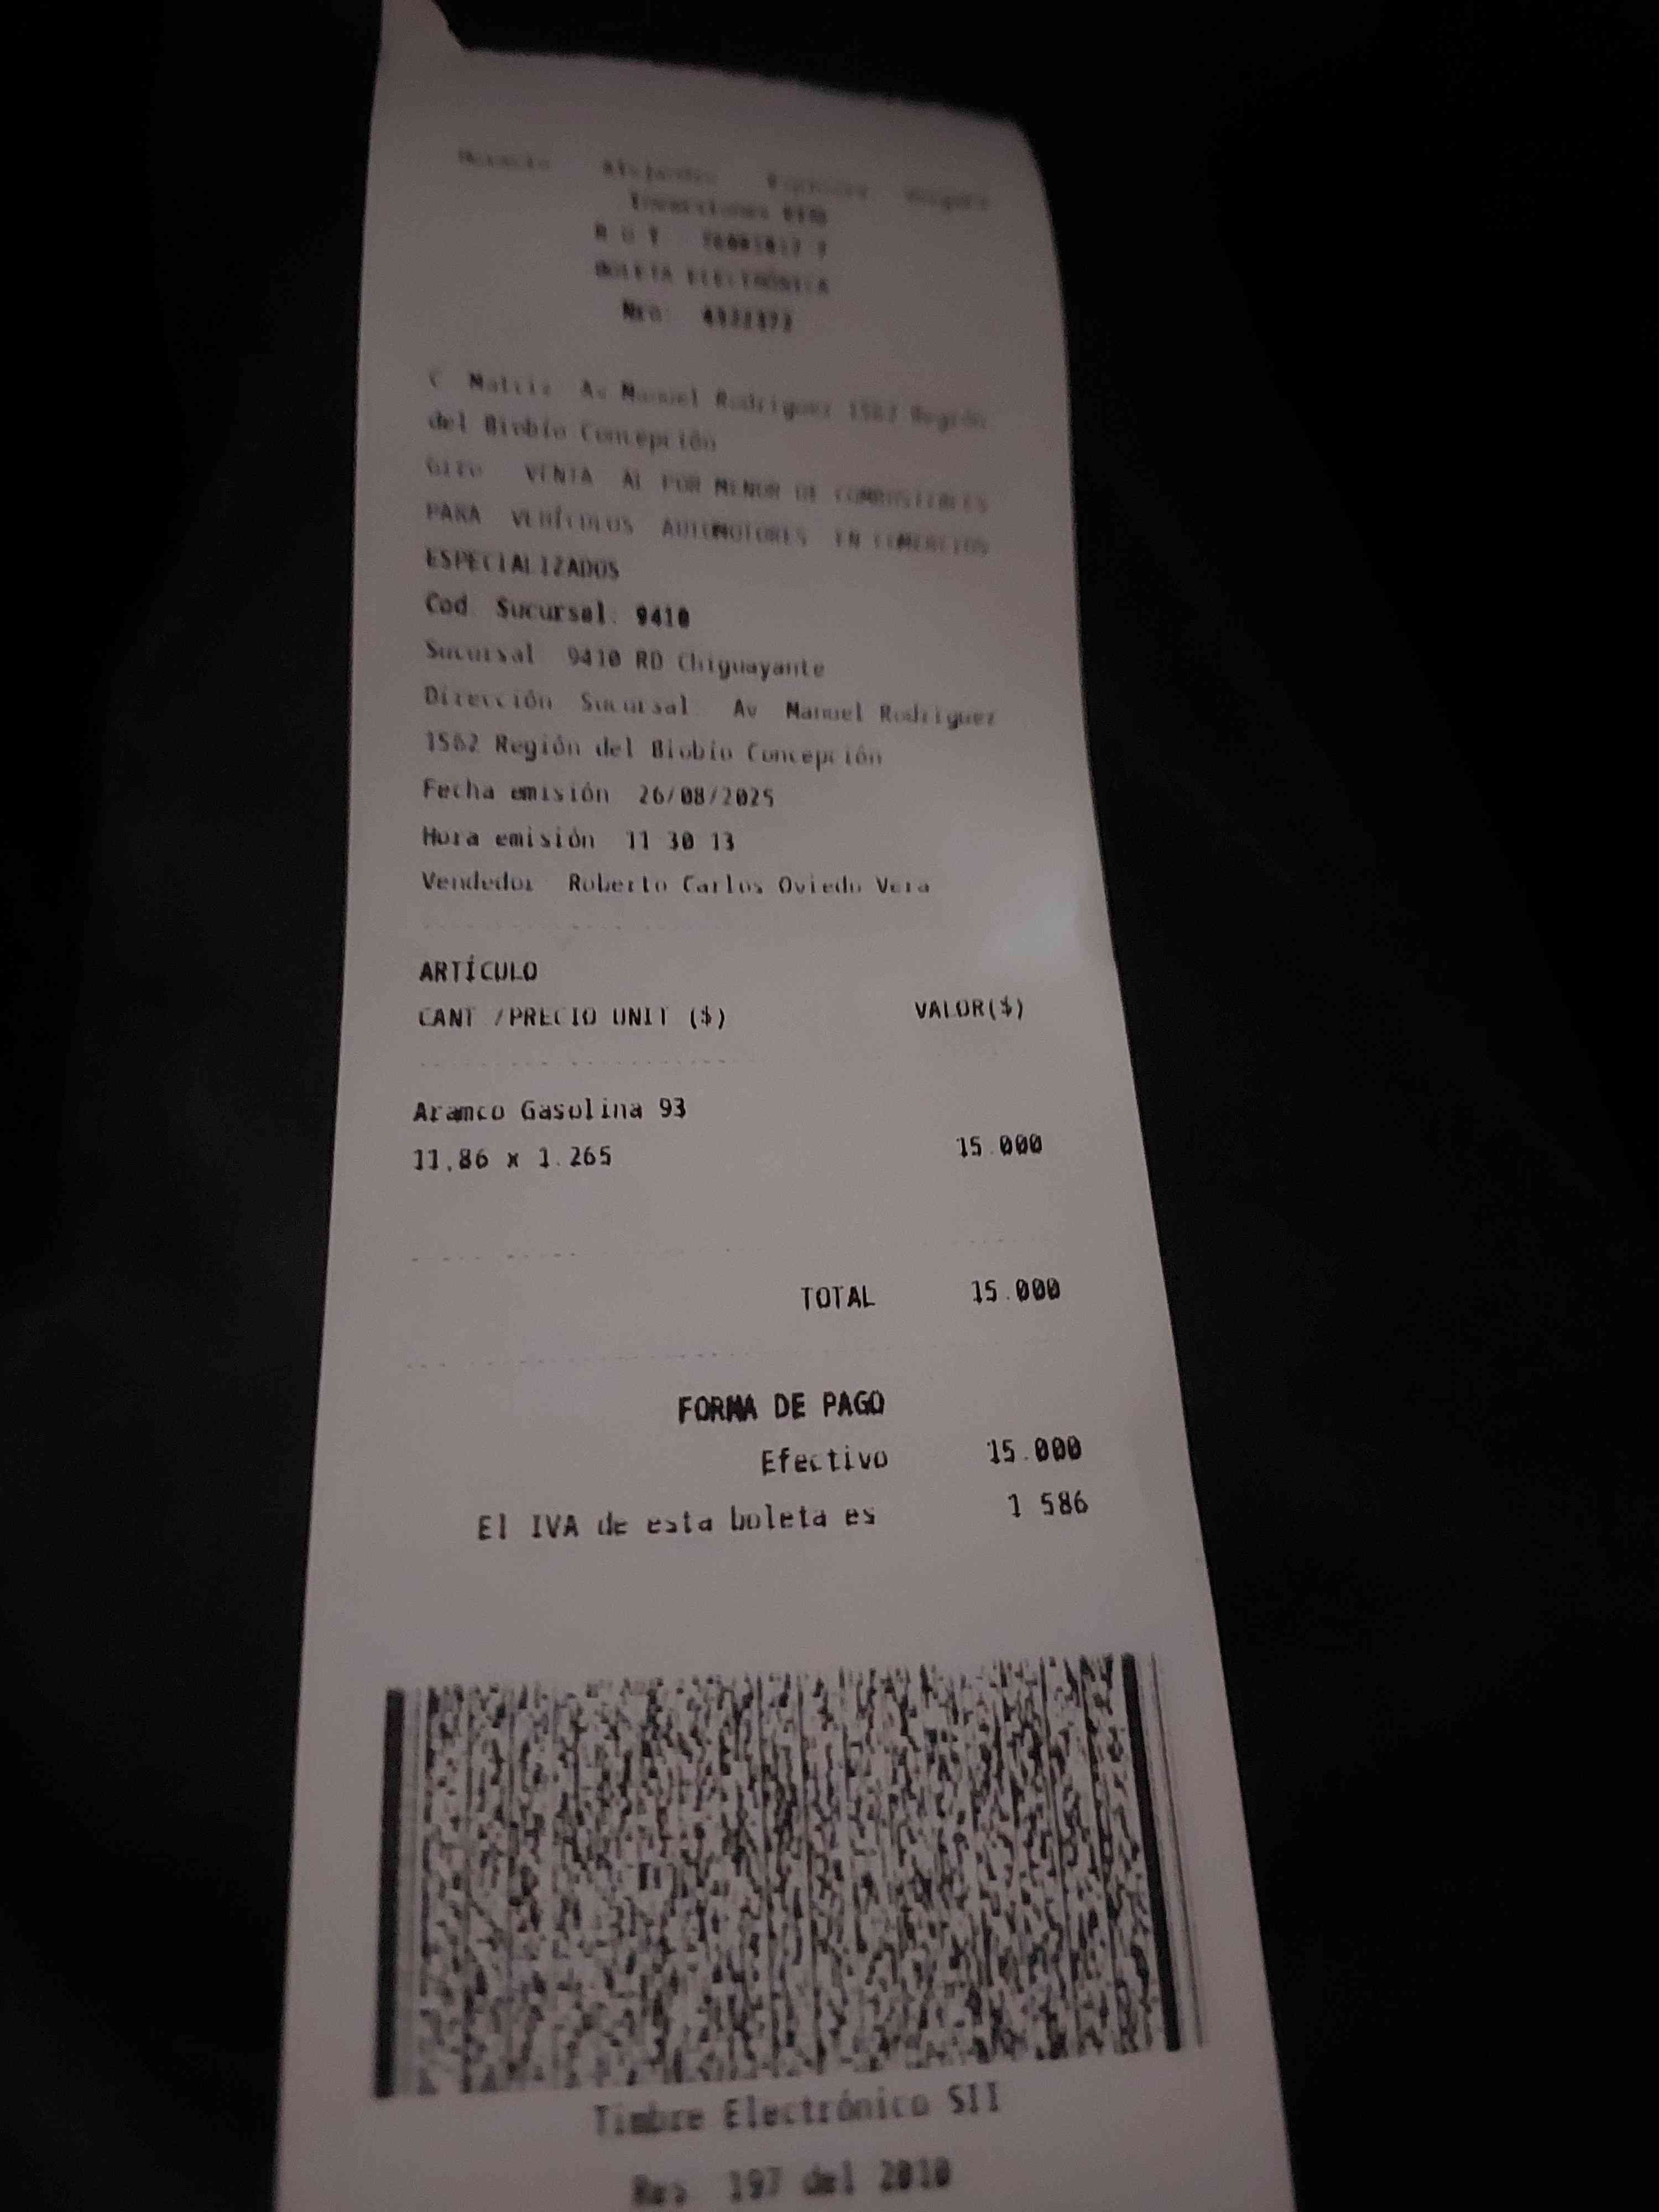 BOLETA ELECTRÓNICA
Nro:
C Matriz Av Manuel Rodriguez Región
del Biobío Concepción
Giro VENTA AL POR MENOR DE COMBUSTIBLES
PARA VEHÍCULOS AUTOMOTORES EN COMERCIOS
ESPECIALIZADOS
Cod. Sucursal: 9410
Sucursal 9410 RD Chiguayante
Dirección Sucursal Av Manuel Rodriguez
1562 Región del Biobío Concepción
Fecha emisión 26/08/2025
Hora emisión 11 30 13
Vendedor Roberto Carlos Oviedo Vera
ARTÍCULO
CANT /PRECIO UNIT ($) VALOR($)
Aramco Gasolina 93
11,86 x 1.265 15.000
TOTAL 15.000
FORMA DE PAGO
Efectivo 15.000
El IVA de esta boleta es 1 586
Timbre Electrónico SII
Res. 197 del 2010